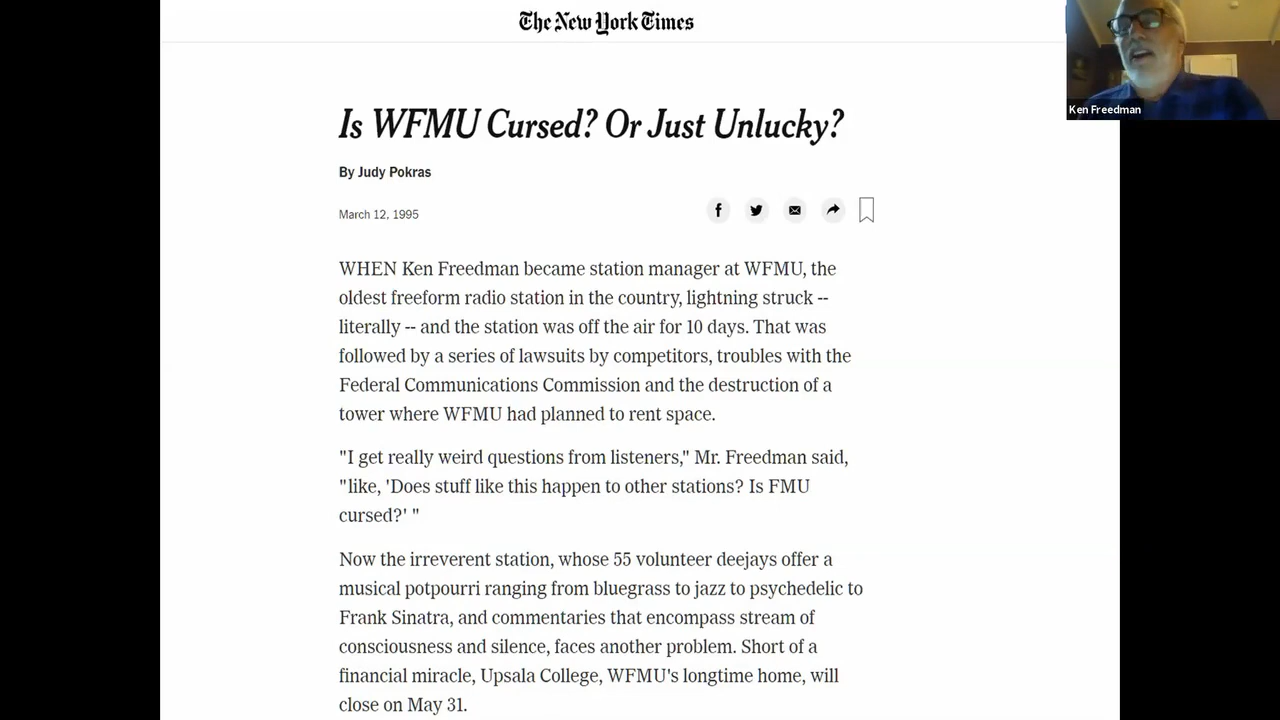 The New York Times
Ken Freedman
Is WFMU Cursed? Or Just Unlucky?
By Judy Pokras
March 12, 1995
WHEN Ken Freedman became station manager at WFMU, the
oldest freeform radio station in the country, lightning struck --
literally -- and the station was off the air for 10 days. That was
followed by a series of lawsuits by competitors, troubles with the
Federal Communications Commission and the destruction of a
tower where WFMU had planned to rent space.
"I get really weird questions from listeners," Mr. Freedman said,
"like, 'Does stuff like this happen to other stations? Is FMU
cursed?' "
Now the irreverent station, whose 55 volunteer deejays offer a
musical potpourri ranging from bluegrass to jazz to psychedelic to
Frank Sinatra, and commentaries that encompass stream of
consciousness and silence, faces another problem. Short of a
financial miracle, Upsala College, WFMU's longtime home, will
close on May 31.